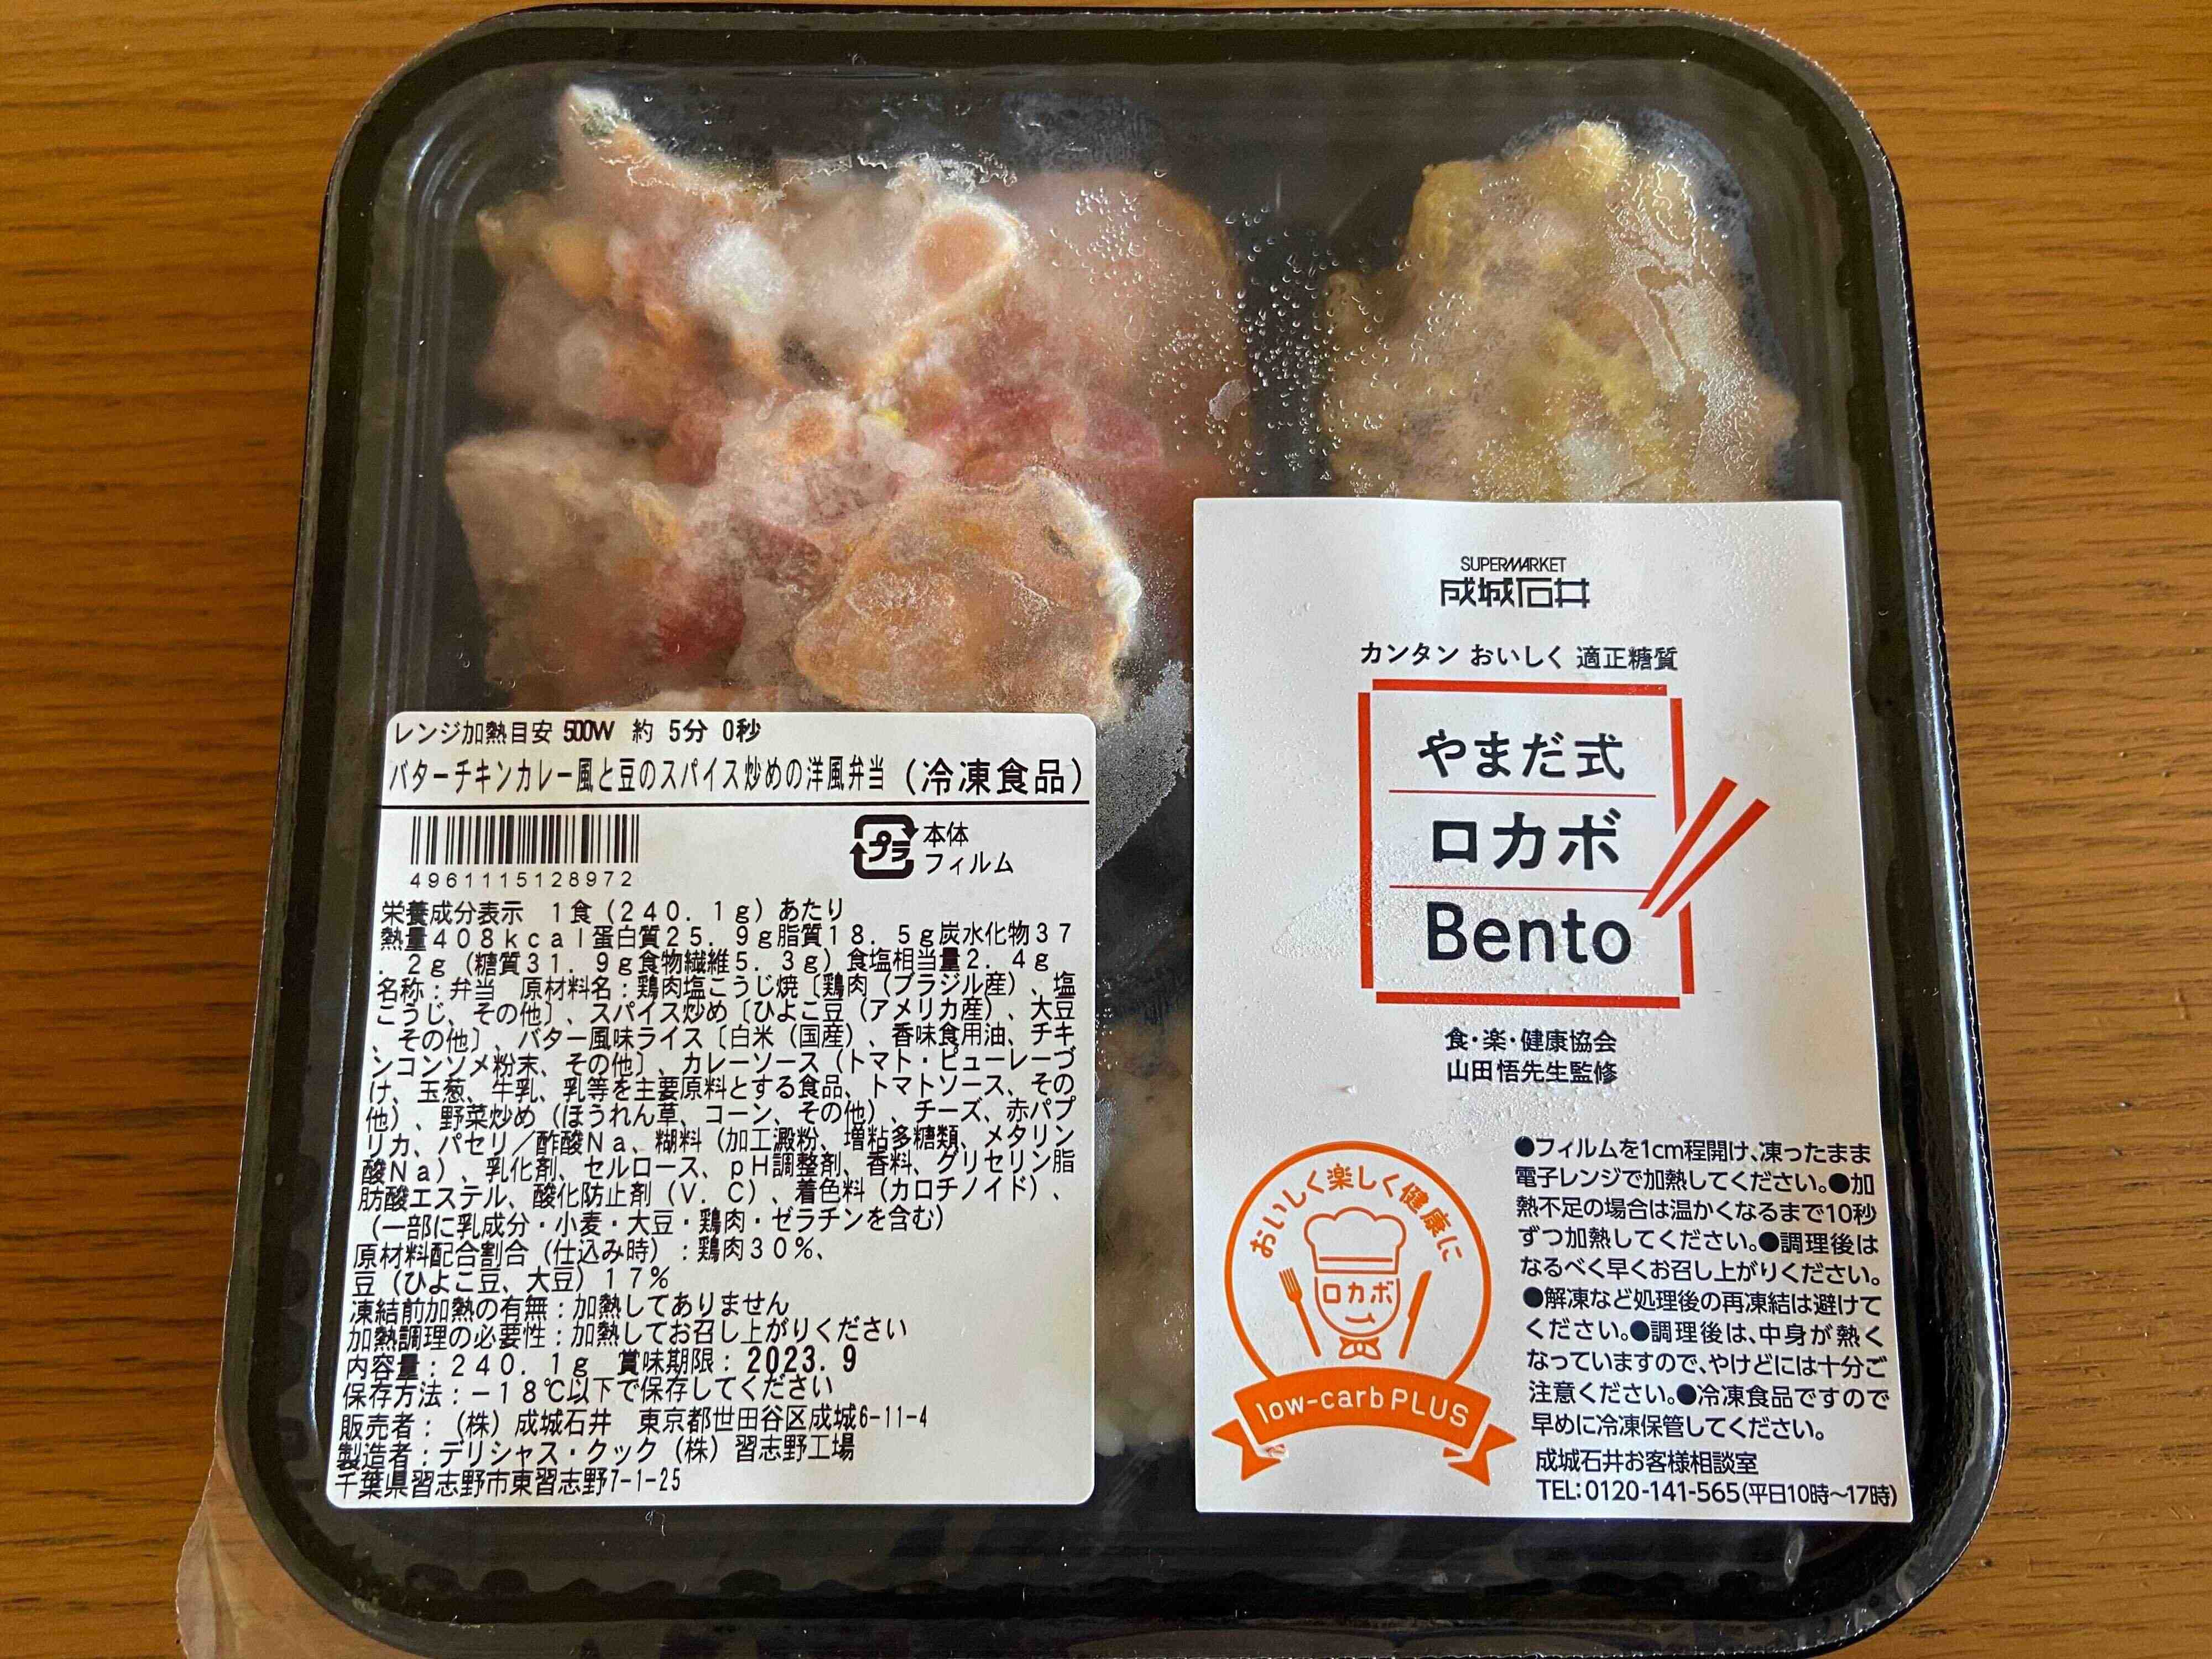 レンジ加熱目安 500W 約 5分 0秒
バターチキンカレー風と豆のスパイス炒めの洋風弁当（冷凍食品）
プラ
本体
フィルム
4961115128972
栄養成分表示 1食（240．1g）あたり
熱量408kcal蛋白質25．9g脂質18．5g炭水化物37
．2g（糖質31．9g食物繊維5．3g）食塩相当量2．4g
名称：弁当 原材料名：鶏肉塩こうじ焼〔鶏肉（ブラジル産）、塩
こうじ、その他〕、スパイス炒め〔ひよこ豆（アメリカ産）、大豆
、その他〕、バター風味ライス〔白米（国産）、香味食用油、チキ
ンコンソメ粉末、その他〕、カレーソース（トマト・ピューレーづ
け、玉葱、牛乳、乳等を主要原料とする食品、トマトソース、その
他）、野菜炒め（ほうれん草、コーン、その他）、チーズ、赤パプ
リカ、パセリ／酢酸Na、糊料（加工澱粉、増粘多糖類、メタリン
酸Na）、乳化剤、セルロース、pH調整剤、香料、グリセリン脂
肪酸エステル、酸化防止剤（V．C）、着色料（カロチノイド）、
（一部に乳成分・小麦・大豆・鶏肉・ゼラチンを含む）
原材料配合割合（仕込み時）：鶏肉30％、
豆（ひよこ豆、大豆）17％
凍結前加熱の有無：加熱してありません
加熱調理の必要性：加熱してお召し上がりください
内容量：240．1g 賞味期限：2023.9
保存方法：−18℃以下で保存してください
販売者：（株）成城石井 東京都世田谷区成城6-11-4
製造者：デリシャス・クック（株）習志野工場
千葉県習志野市東習志野7-1-25
SUPERMARKET
成城石井
カンタン おいしく 適正糖質
やまだ式
ロカボ
Bento
食・楽・健康協会
山田悟先生監修
おいしく楽しく健康に
ロカボ
low-carb PLUS
●フィルムを1cm程開け、凍ったまま
電子レンジで加熱してください。●加
熱不足の場合は温かくなるまで10秒
ずつ加熱してください。●調理後は
なるべく早くお召し上がりください。
●解凍など処理後の再凍結は避けて
ください。●調理後は、中身が熱く
なっていますので、やけどには十分ご
注意ください。●冷凍食品ですので
早めに冷凍保管してください。
成城石井お客様相談室
TEL：0120-141-565（平日10時〜17時）